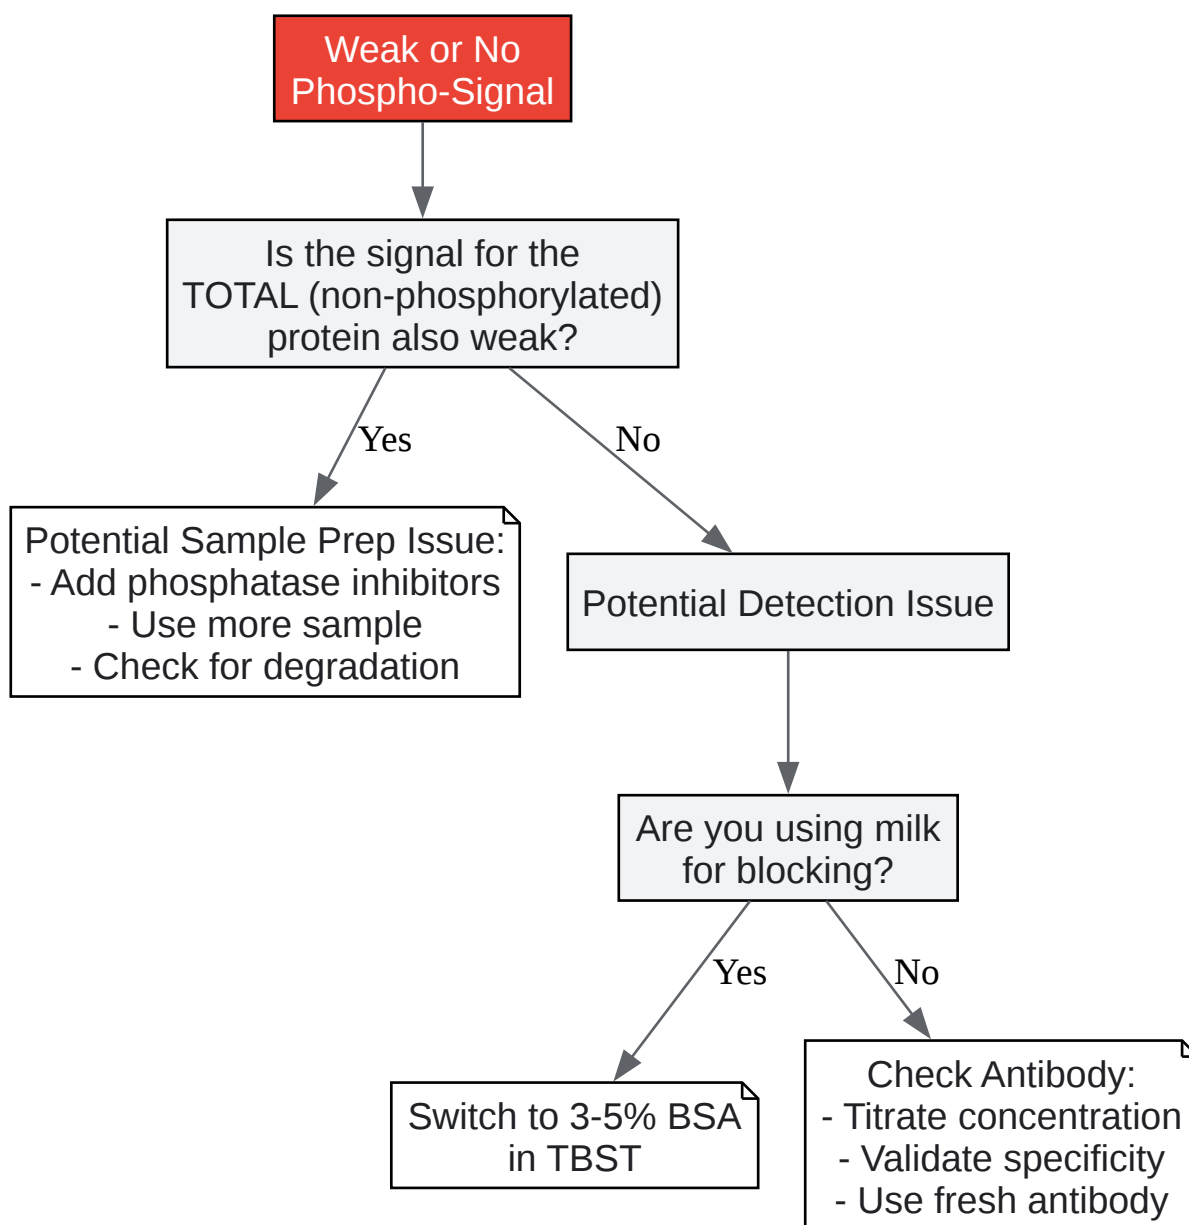 Weak or No
Phospho-Signal
Is the signal for the
TOTAL (non-phosphorylated)
protein also weak?
Yes
No
Potential Sample Prep Issue:
- Add phosphatase inhibitors
- Use more sample
- Check for degradation
Potential Detection Issue
Are you using milk
for blocking?
Yes
No
Switch to 3-5% BSA
in TBST
Check Antibody:
- Titrate concentration
- Validate specificity
- Use fresh antibody